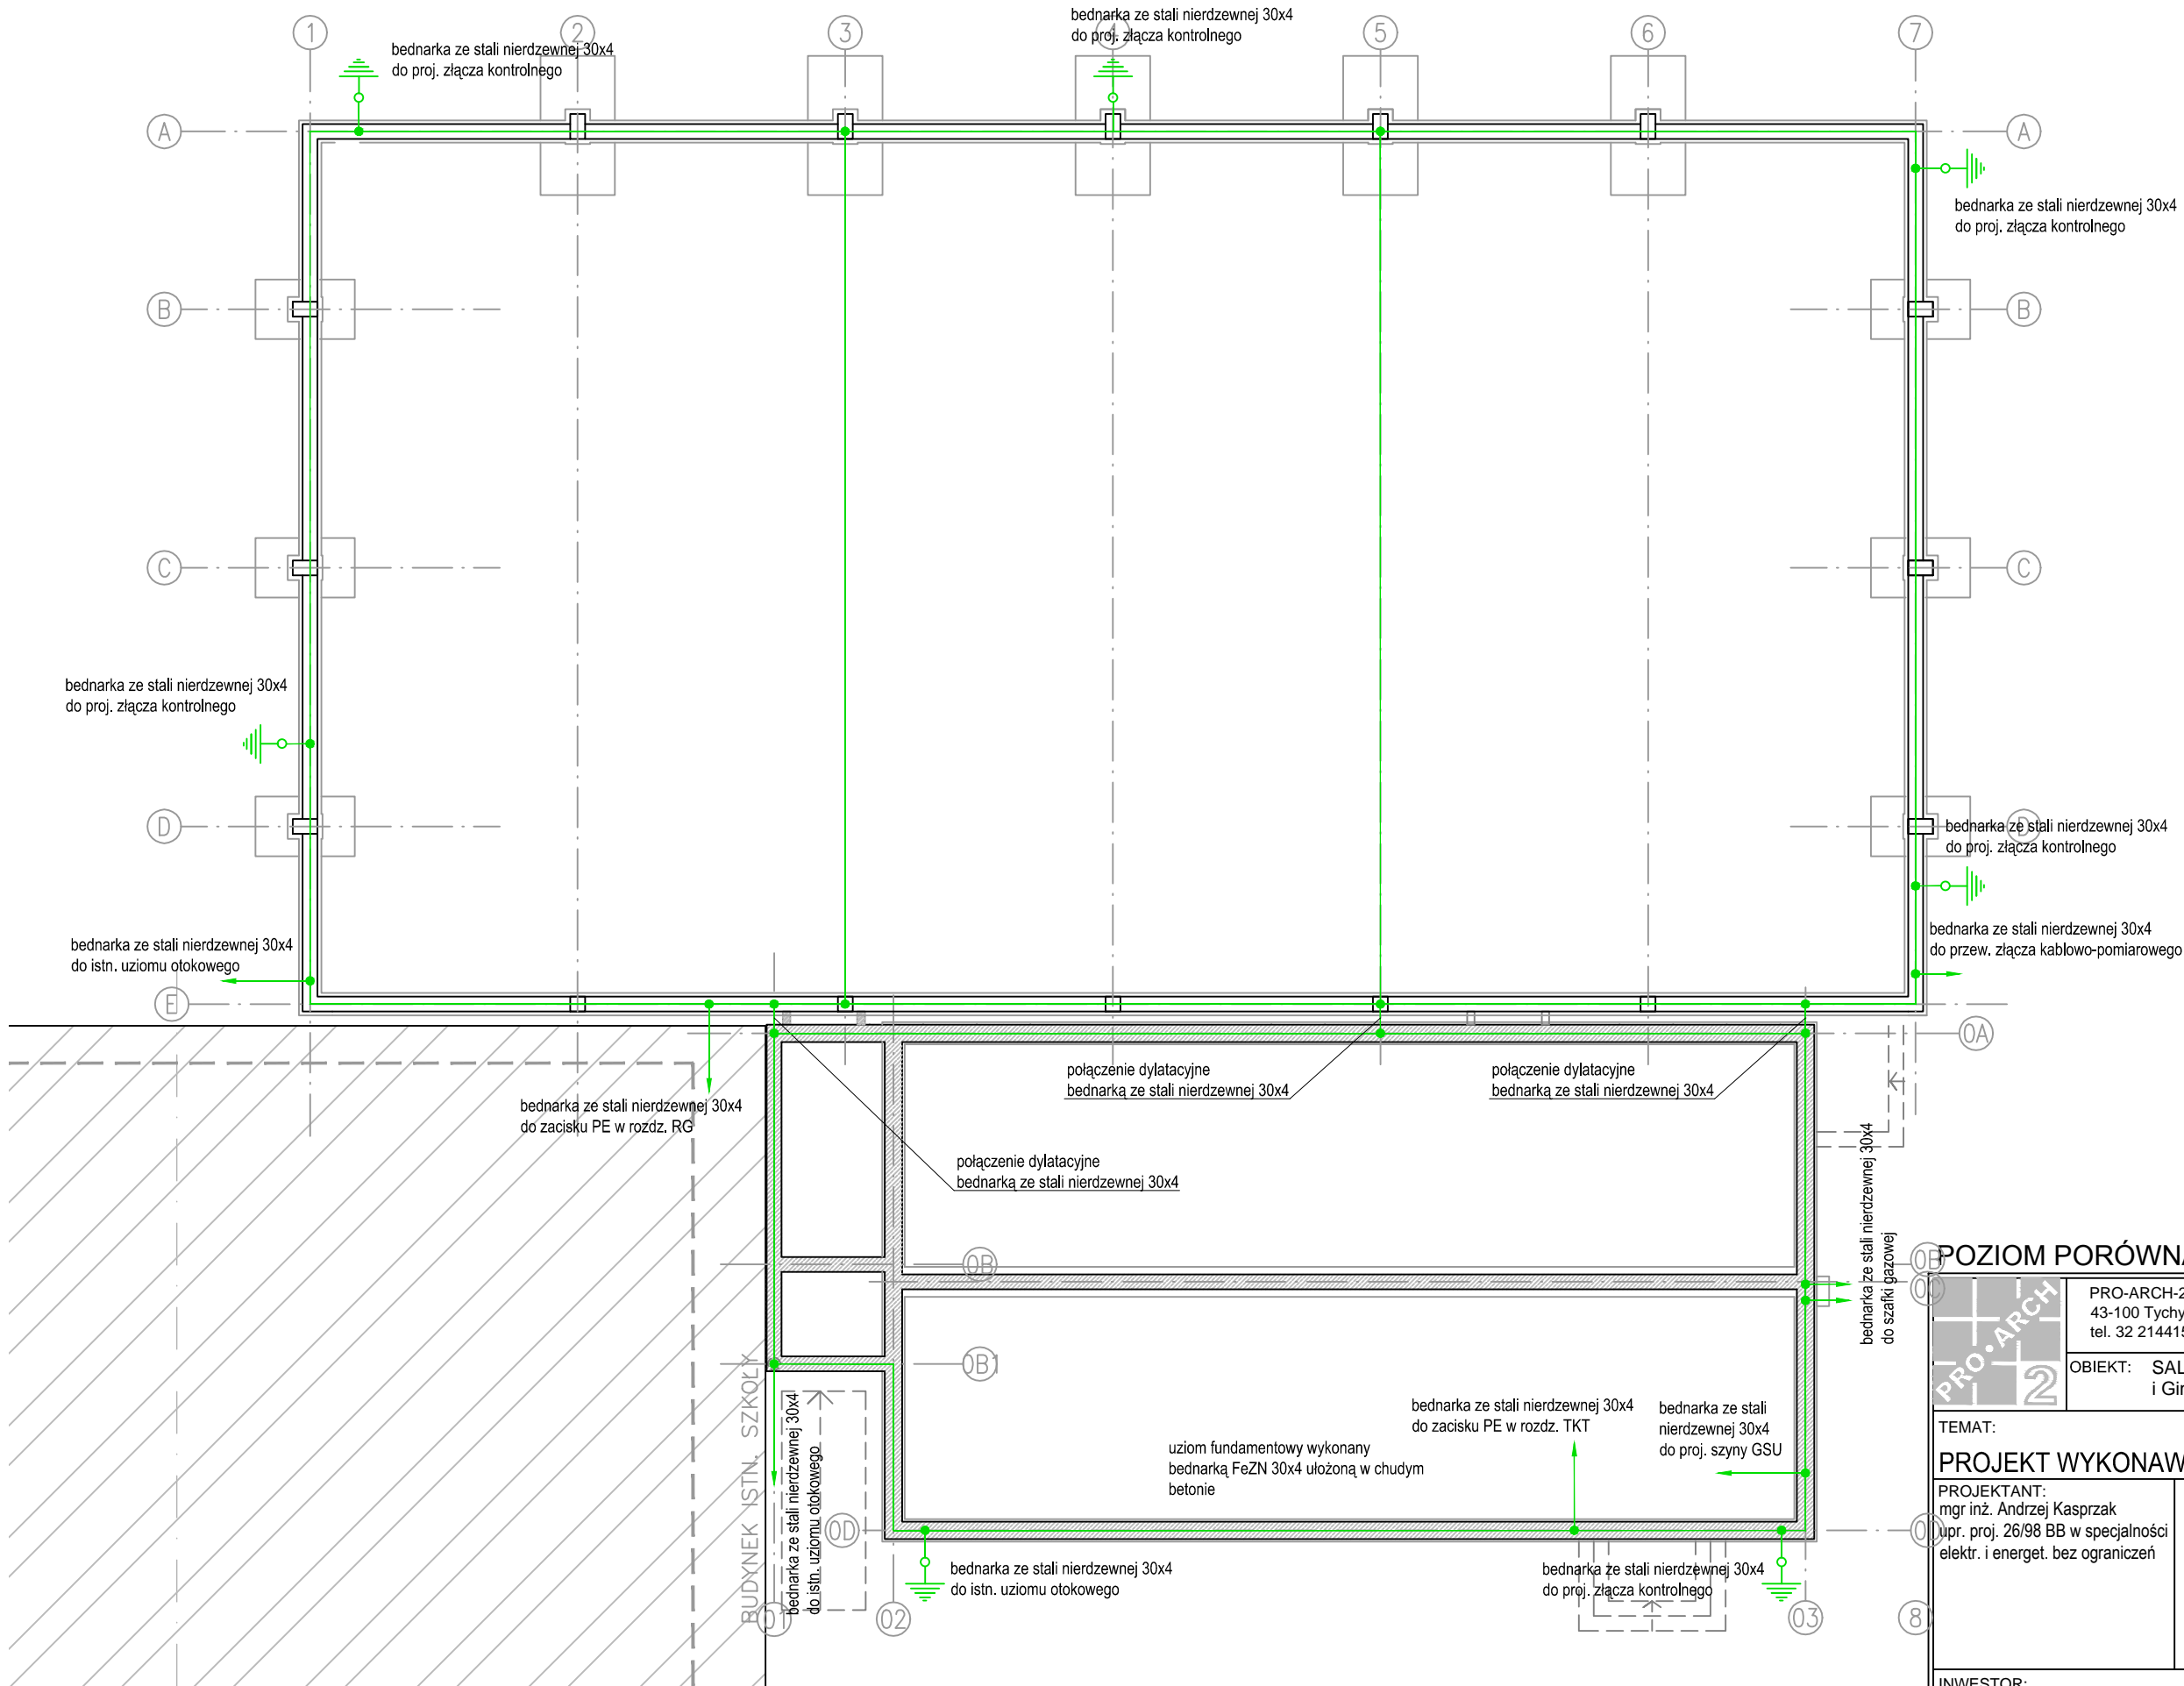 1
2
3
4
5
6
7
bednarka ze stali nierdzewnej 30x4
do proj. złącza kontrolnego
bednarka ze stali nierdzewnej 30x4
do proj. złącza kontrolnego
A
A
bednarka ze stali nierdzewnej 30x4
do proj. złącza kontrolnego
B
B
C
C
bednarka ze stali nierdzewnej 30x4
do proj. złącza kontrolnego
D
D
bednarka ze stali nierdzewnej 30x4
do proj. złącza kontrolnego
bednarka ze stali nierdzewnej 30x4
do istn. uziomu otokowego
bednarka ze stali nierdzewnej 30x4
do przew. złącza kablowo-pomiarowego
E
0A
połączenie dylatacyjne
bednarką ze stali nierdzewnej 30x4
połączenie dylatacyjne
bednarką ze stali nierdzewnej 30x4
bednarka ze stali nierdzewnej 30x4
do zacisku PE w rozdz. RG
połączenie dylatacyjne
bednarką ze stali nierdzewnej 30x4
bednarka ze stali nierdzewnej 30x4
do szafki gazowej
0B
0B
0C
0B1
POZIOM PORÓWNA
PRO-ARCH-2
43-100 Tychy
tel. 32 214415
PRO•ARCH
2
OBIEKT: SAL
i Gim
TEMAT:
PROJEKT WYKONAW
PROJEKTANT:
mgr inż. Andrzej Kasprzak
upr. proj. 26/98 BB w specjalności
elektr. i energet. bez ograniczeń
INWESTOR:
BUDYNEK ISTN. SZKOŁY
bednarka ze stali nierdzewnej 30x4
do istn. uziomu otokowego
bednarka ze stali nierdzewnej 30x4
do zacisku PE w rozdz. TKT
bednarka ze stali
nierdzewnej 30x4
do proj. szyny GSU
uziom fundamentowy wykonany
bednarką FeZN 30x4 ułożoną w chudym
betonie
0D
0D
bednarka ze stali nierdzewnej 30x4
do istn. uziomu otokowego
bednarka ze stali nierdzewnej 30x4
do proj. złącza kontrolnego
01
02
03
8